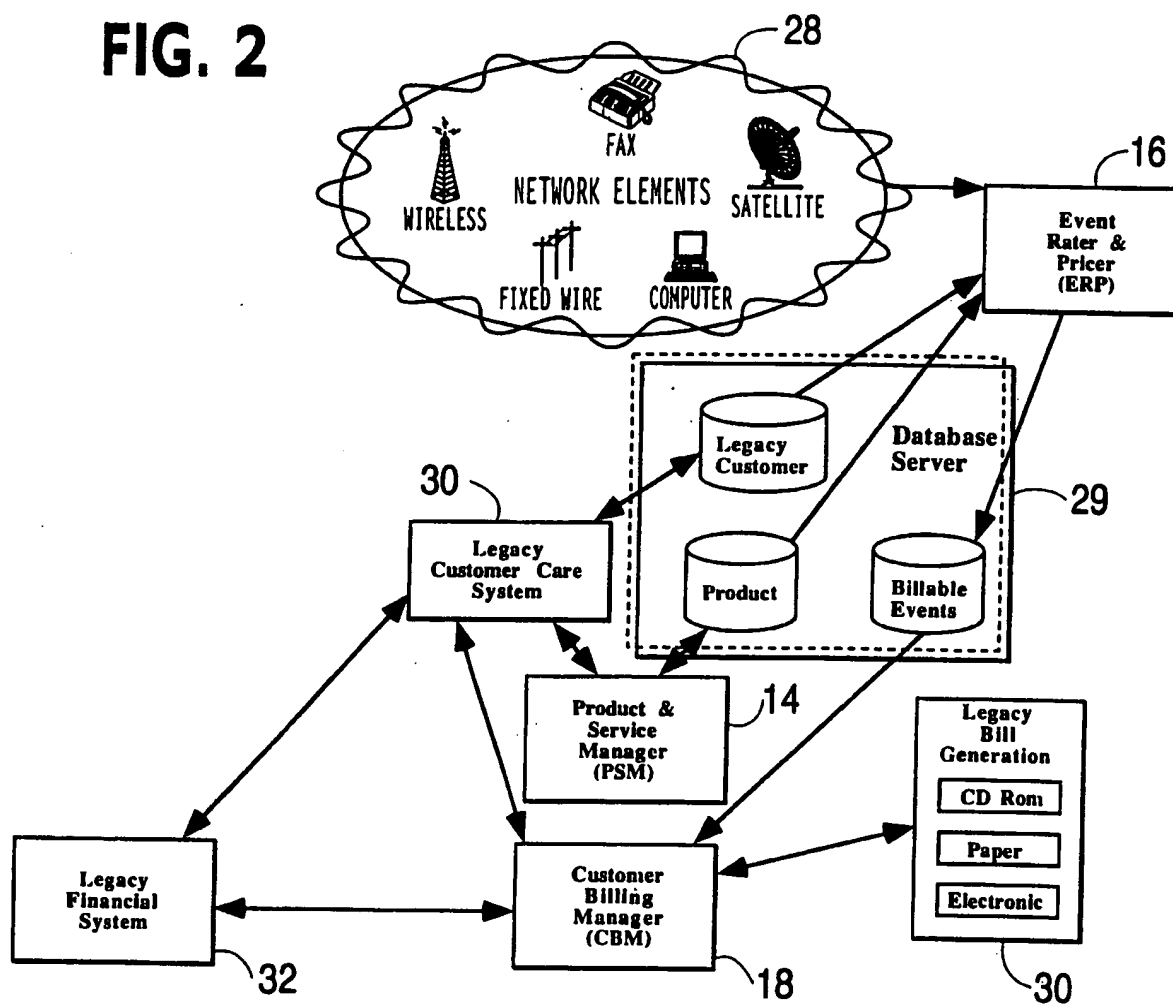 FIG. 2
28
FAX
16
WIRELESS
NETWORK ELEMENTS
SATELLITE
FIXED WIRE
COMPUTER
Event
Rater &
Pricer
(ERP)
Legacy
Customer
Database
Server
29
30
Legacy
Customer Care
System
Product
Billable
Events
14
Product &
Service
Manager
(PSM)
Legacy
Bill
Generation
CD Rom
Paper
Electronic
Legacy
Financial
System
Customer
Billing
Manager
(CBM)
32
18
30